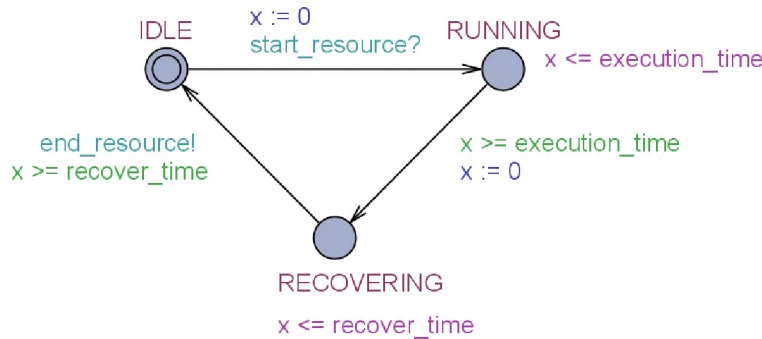 x := 0
IDLE
RUNNING
start_resource?
x <= execution_time
end_resource!
x >= execution_time
x >= recover_time
x := 0
RECOVERING
x <= recover_time